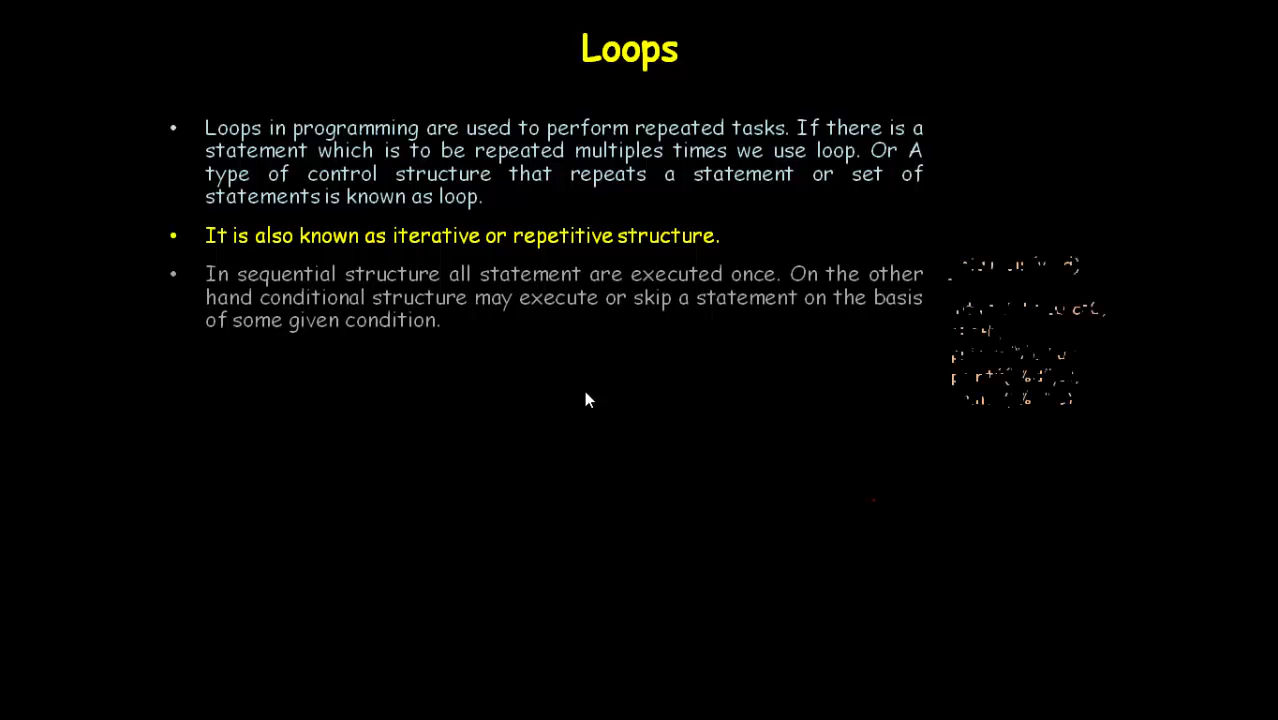 Loops
• Loops in programming are used to perform repeated tasks. If there is a
statement which is to be repeated multiples times we use loop. Or A
type of control structure that repeats a statement or set of
statements is known as loop.
• It is also known as iterative or repetitive structure.
• In sequential structure all statement are executed once. On the other
hand conditional structure may execute or skip a statement on the basis
of some given condition.